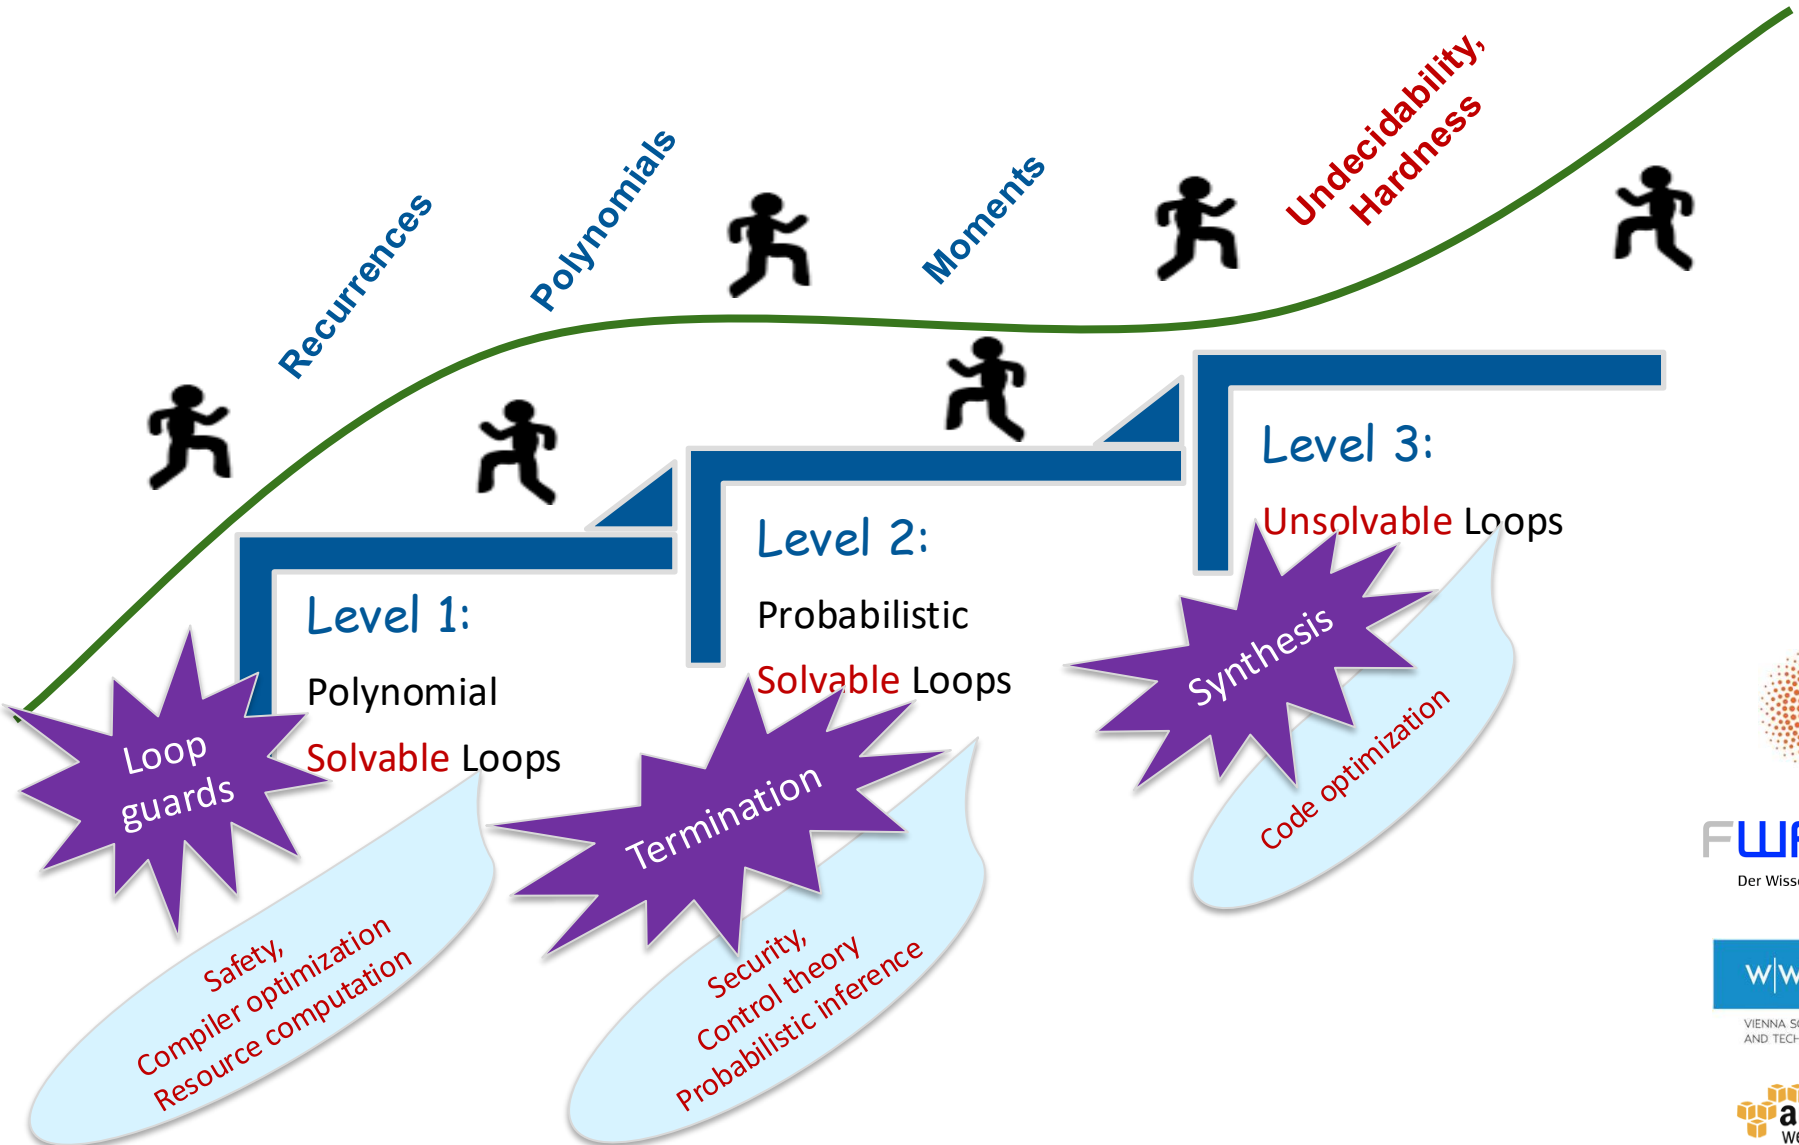 Recurrences
Polynomials
Moments
Undecidability,
Hardness
Level 1:
Polynomial
Solvable Loops
Level 2:
Probabilistic
Solvable Loops
Level 3:
Unsolvable Loops
Loop
guards
Termination
Synthesis
Safety,
Compiler optimization
Resource computation
Security,
Control theory
Probabilistic inference
Code optimization
Der Wiss
W|W
VIENNA
AND TECH